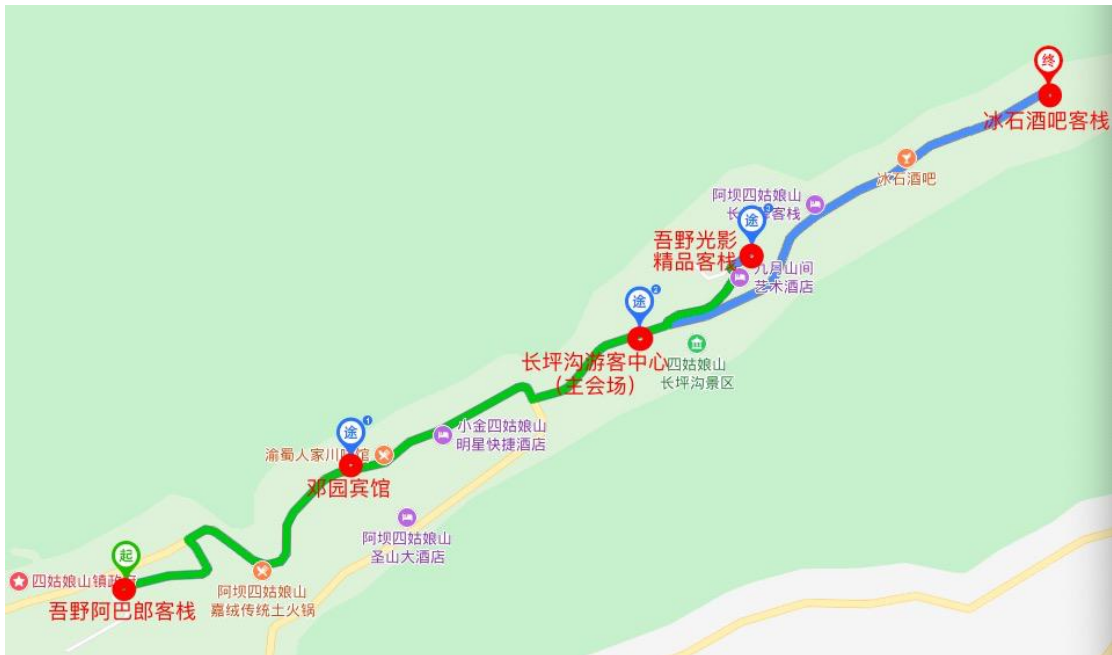 终
冰石酒吧客栈
冰石酒吧
阿坝四姑娘山
途
3
吾野光影
精品客栈
九月山间
艺术酒店
途
2
长坪沟游客中心
（主会场）
四姑娘山
长坪沟景区
途
1
小金四姑娘山
明星快捷酒店
渝蜀人家川
馆
邓园宾馆
阿坝四姑娘山
圣山大酒店
起
四姑娘山镇政
吾野阿巴郎客栈
阿坝四姑娘山
嘉绒传统土火锅